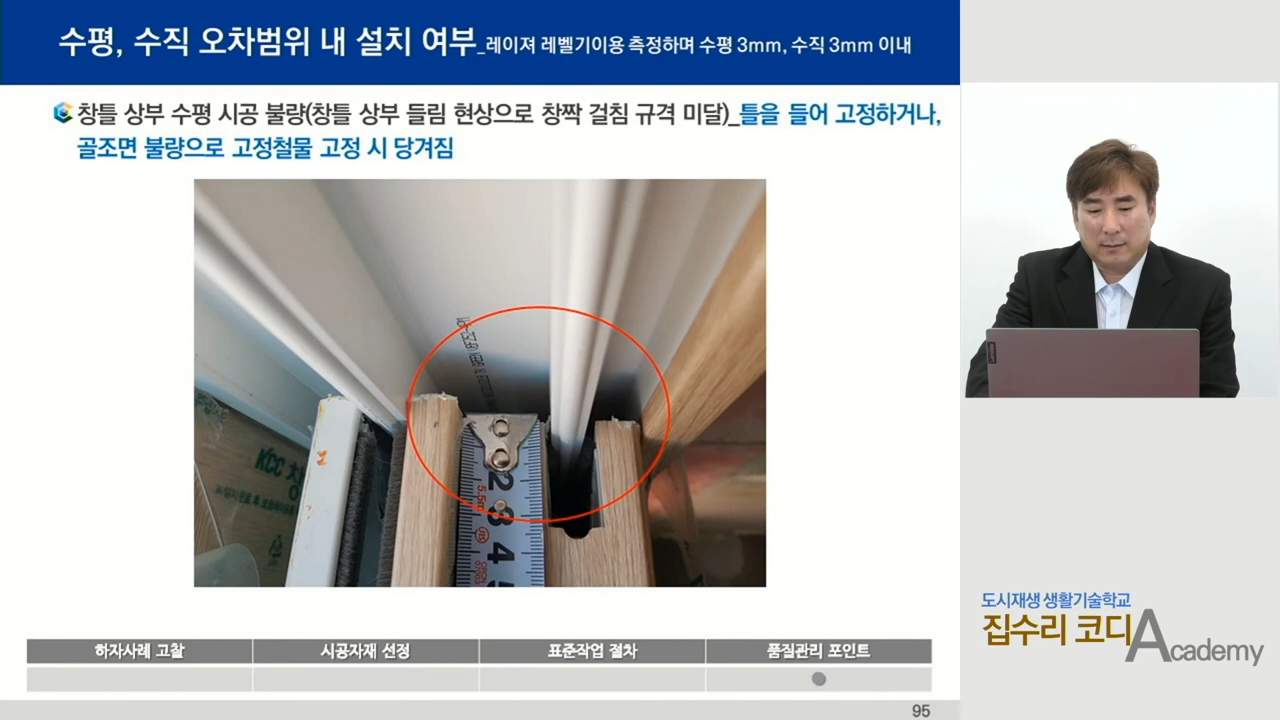 수평, 수직 오차범위 내 설치 여부_레이져 레벨기이용 측정하며 수평 3mm, 수직 3mm 이내
창틀 상부 수평 시공 불량(창틀 상부 들림 현상으로 창짝 걸침 규격 미달)_틀을 들어 고정하거나,
골조면 불량으로 고정철물 고정 시 당겨짐
KCC 창
2
3
4
5
5.5m
JIS
Lenovo
도시재생 생활기술학교
집수리 코디 Academy
하자사례 고찰
시공자재 선정
표준작업 절차
품질관리 포인트
95